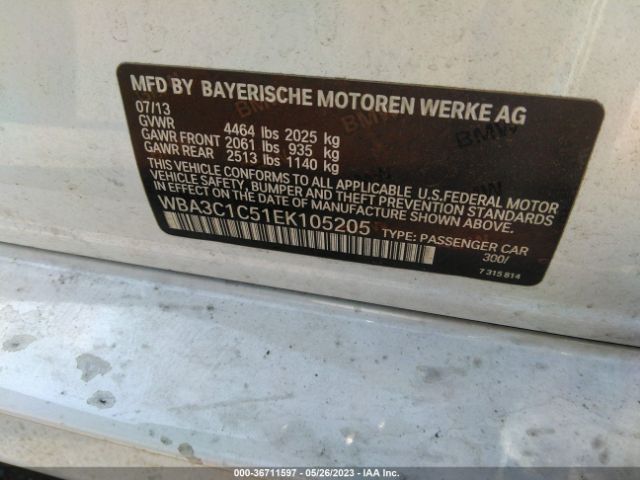 MFD BY BAYERISCHE MOTOREN WERKE AG
07/13
GVWR 4464 lbs 2025 kg
GAWR FRONT 2061 lbs 935 kg
GAWR REAR 2513 lbs 1140 kg
THIS VEHICLE CONFORMS TO ALL APPLICABLE U.S.FEDERAL MOTOR
VEHICLE SAFETY, BUMPER AND THEFT PREVENTION STANDARDS
IN EFFECT ON THE DATE OF MANUFACTURE SHOWN ABOVE.
WBA3C1C51EK105205 TYPE: PASSENGER CAR
300/
7 315 814
000-36711597 - 05/26/2023 - IAA Inc.